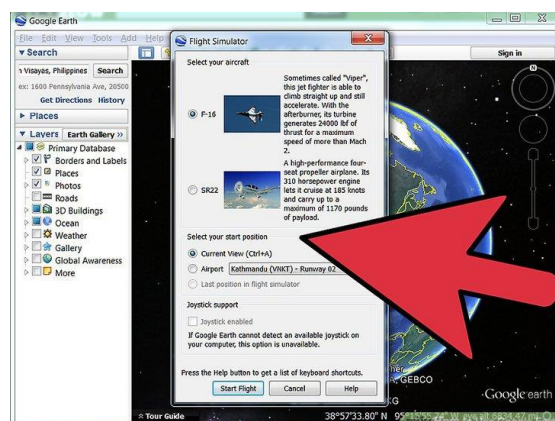 Google Earth
File Edit View Tools Add Help
Search
n Visayas, Philippines Search
ex: 1600 Pennsylvania Ave, 20500
Get Directions History
Places
Layers Earth Gallery >>
Primary Database
Borders and Labels
Places
Photos
Roads
3D Buildings
Ocean
Weather
Gallery
Global Awareness
More
Sign in
N
Flight Simulator
Select your aircraft
F-16
Sometimes called "Viper",
this jet fighter is able to
climb straight up and still
accelerate. With the
afterburner, its turbine
generates 24000 lbf of
thrust for a maximum
speed of more than Mach
2.
SR22
A high-performance four-
seat propeller airplane. Its
310 horsepower engine
lets it cruise at 185 knots
and carry up to a
maximum of 1170 pounds
of payload.
Select your start position
Current View (Ctrl+A)
Airport Kathmandu (VNKT) - Runway 02
Last position in flight simulator
Joystick support
Joystick enabled
If Google Earth cannot detect an available joystick on
your computer, this option is unavailable.
Press the Help button to get a list of keyboard shortcuts.
Start Flight Cancel Help
GEBCO
Google earth
Tour Guide
38°57'33.80" N